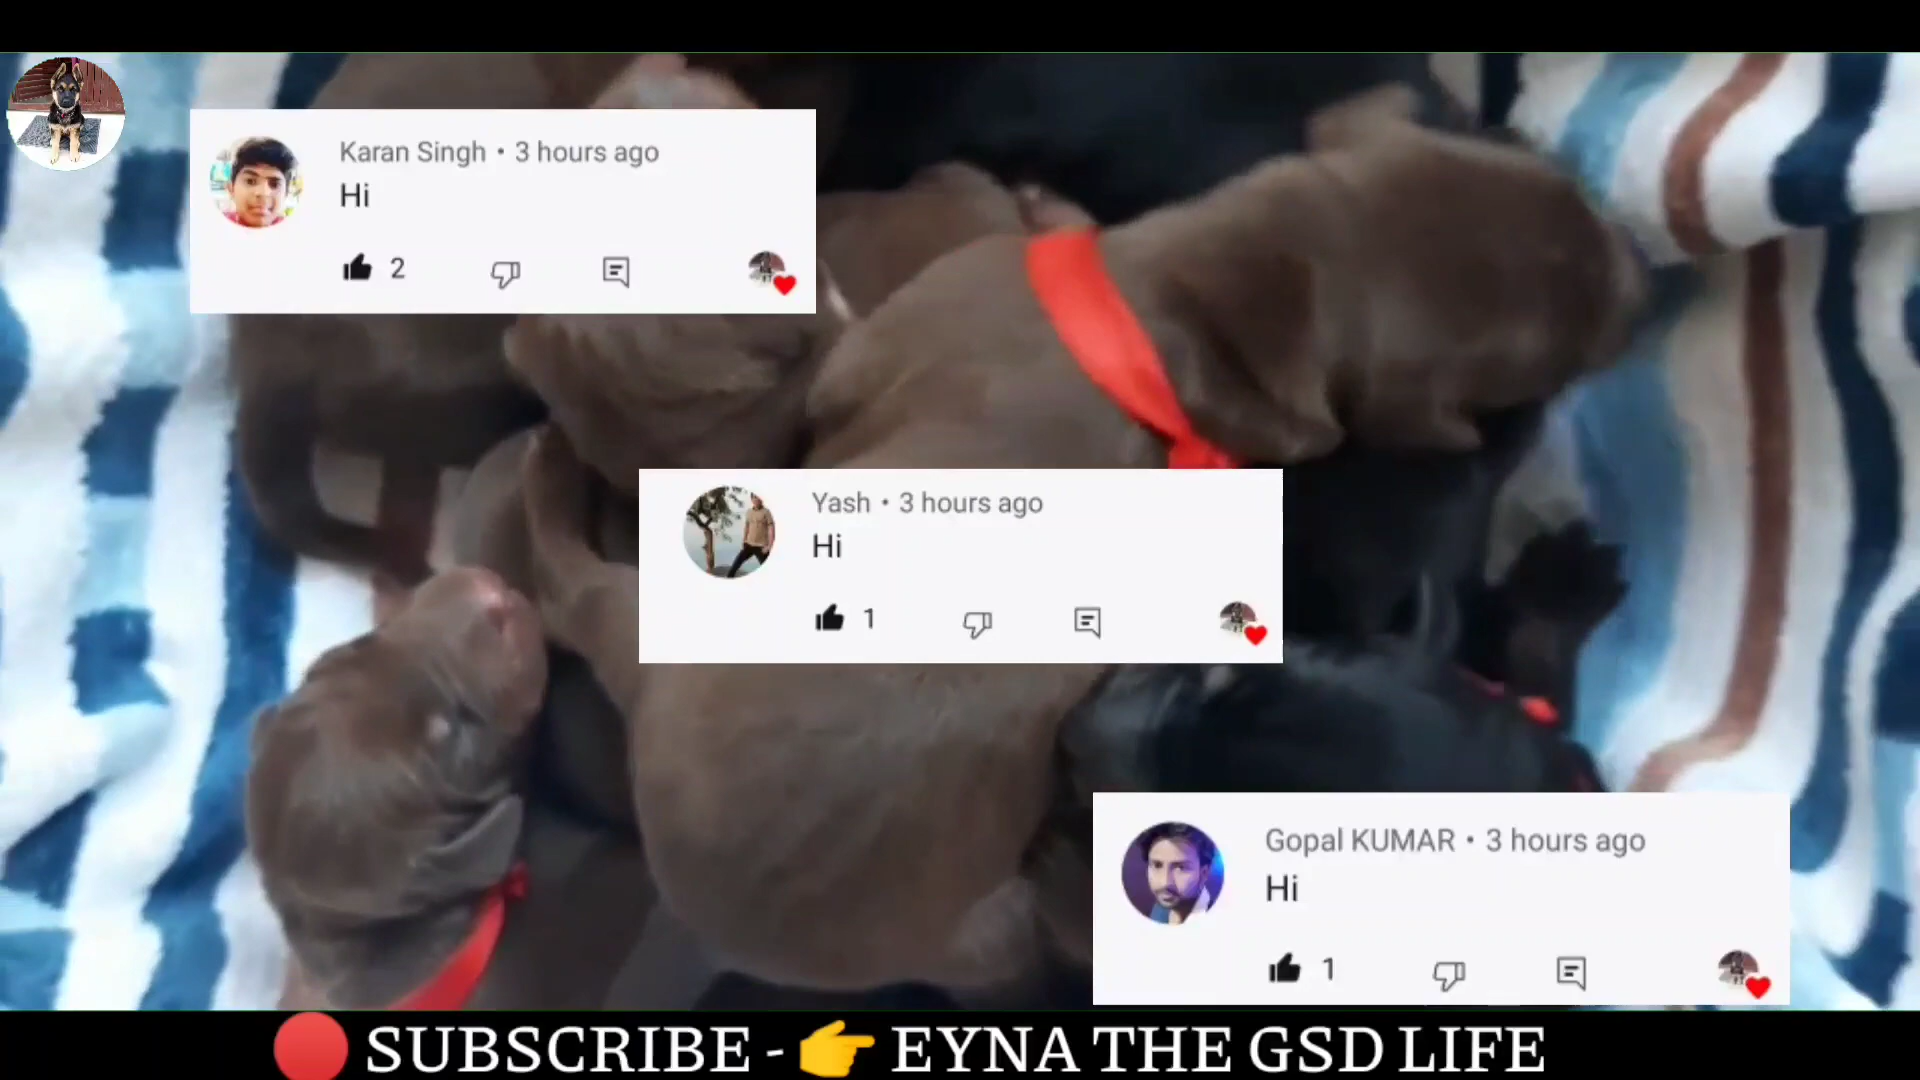 Karan Singh • 3 hours ago
Hi
2
Yash • 3 hours ago
Hi
1
Gopal KUMAR • 3 hours ago
Hi
1
🔴 SUBSCRIBE - 👉 EYNA THE GSD LIFE